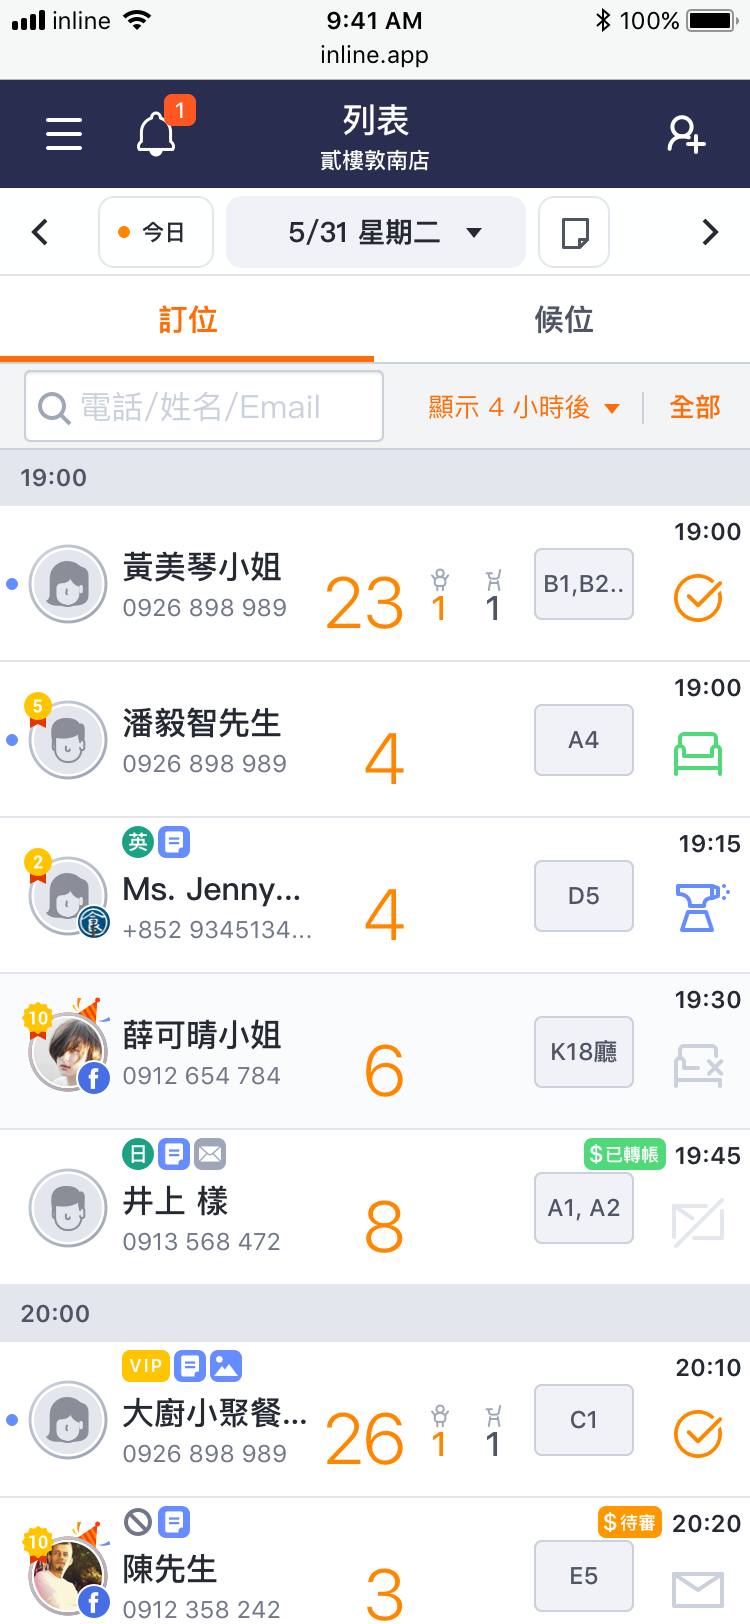 inline 9:41 AM 100%
inline.app
1
列表
貳樓敦南店
今日 5/31 星期二
訂位 候位
電話/姓名/Email 顯示 4 小時後 全部
19:00
19:00
黃美琴小姐 23 1 1 B1,B2..
0926 898 989
19:00
5
潘毅智先生 4 A4
0926 898 989
英 19:15
2
Ms. Jenny... 4 D5
+852 9345134...
19:30
10
薛可晴小姐 6 K18廳
0912 654 784
日 $已轉帳 19:45
井上 樣 8 A1, A2
0913 568 472
20:00
VIP 20:10
大廚小聚餐... 26 1 1 C1
0926 898 989
$待審 20:20
10
陳先生 3 E5
0912 358 242